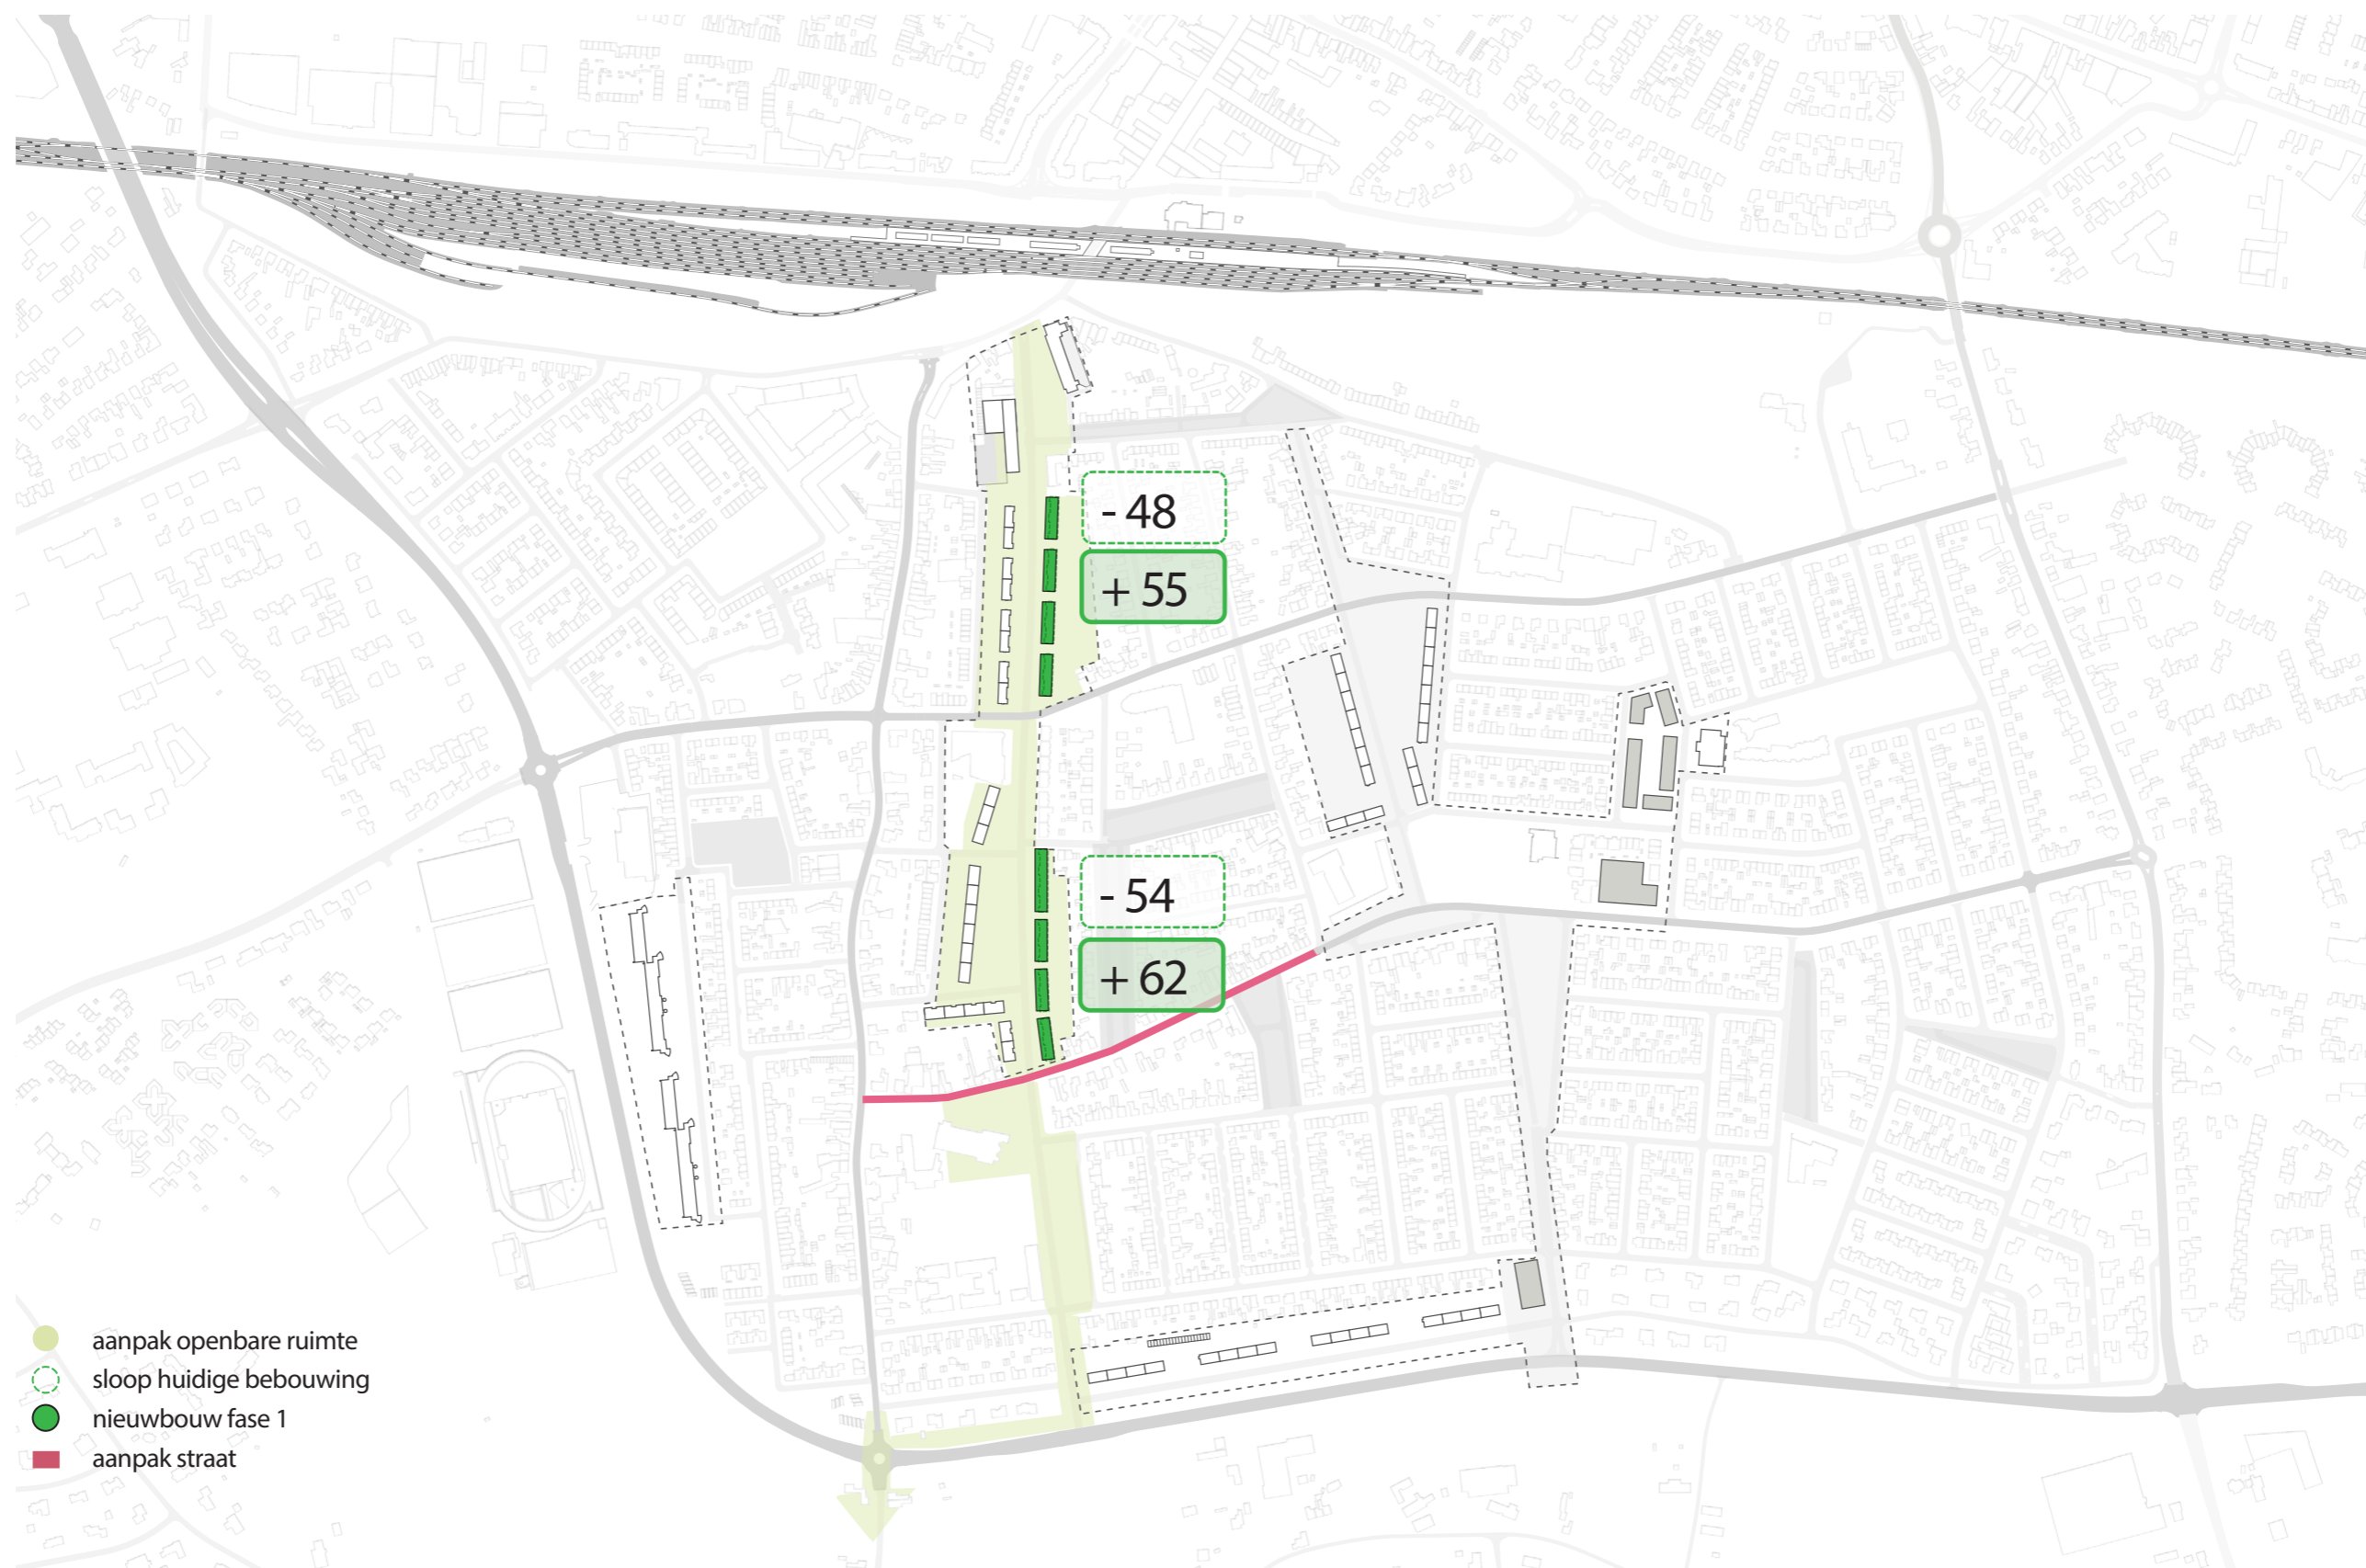 - 48
+ 55
- 54
+ 62
aanpak openbare ruimte
sloop huidige bebouwing
nieuwbouw fase 1
aanpak straat